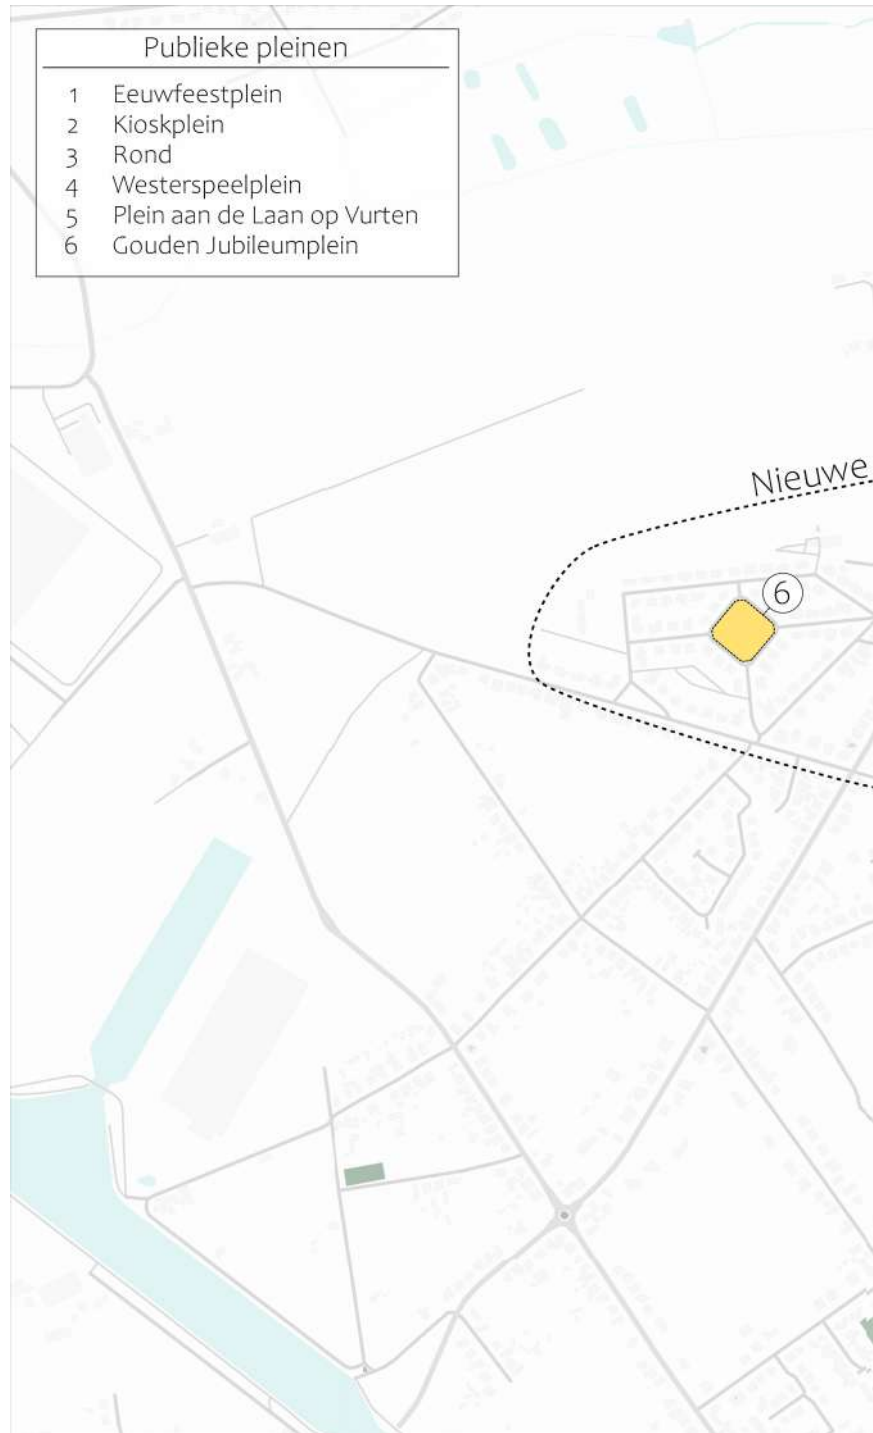 Publieke pleinen
1 Eeuwfeestplein
2 Kioskplein
3 Rond
4 Westerspeelplein
5 Plein aan de Laan op Vurten
6 Gouden Jubileumplein
Nieuwe
6